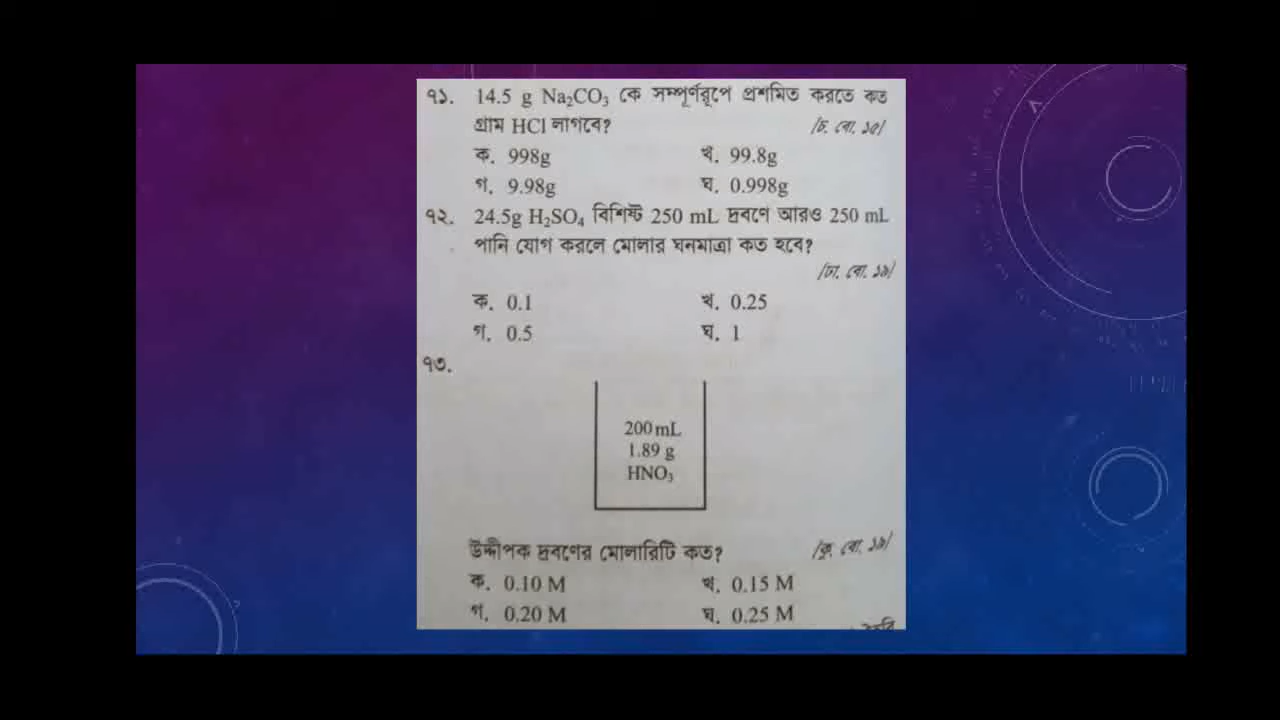 ৭১. 14.5 g Na₂CO₃ কে সম্পূর্ণরূপে প্রশমিত করতে কত
গ্রাম HCl লাগবে? [চ. বো. ১৫]
ক. 998g খ. 99.8g
গ. 9.98g ঘ. 0.998g
৭২. 24.5g H₂SO₄ বিশিষ্ট 250 mL দ্রবণে আরও 250 mL
পানি যোগ করলে মোলার ঘনমাত্রা কত হবে?
[ঢা. বো. ১৯]
ক. 0.1 খ. 0.25
গ. 0.5 ঘ. 1
৭৩.
200 mL
1.89 g
HNO₃
উদ্দীপক দ্রবণের মোলারিটি কত? [কু. বো. ১৯]
ক. 0.10 M খ. 0.15 M
গ. 0.20 M ঘ. 0.25 M